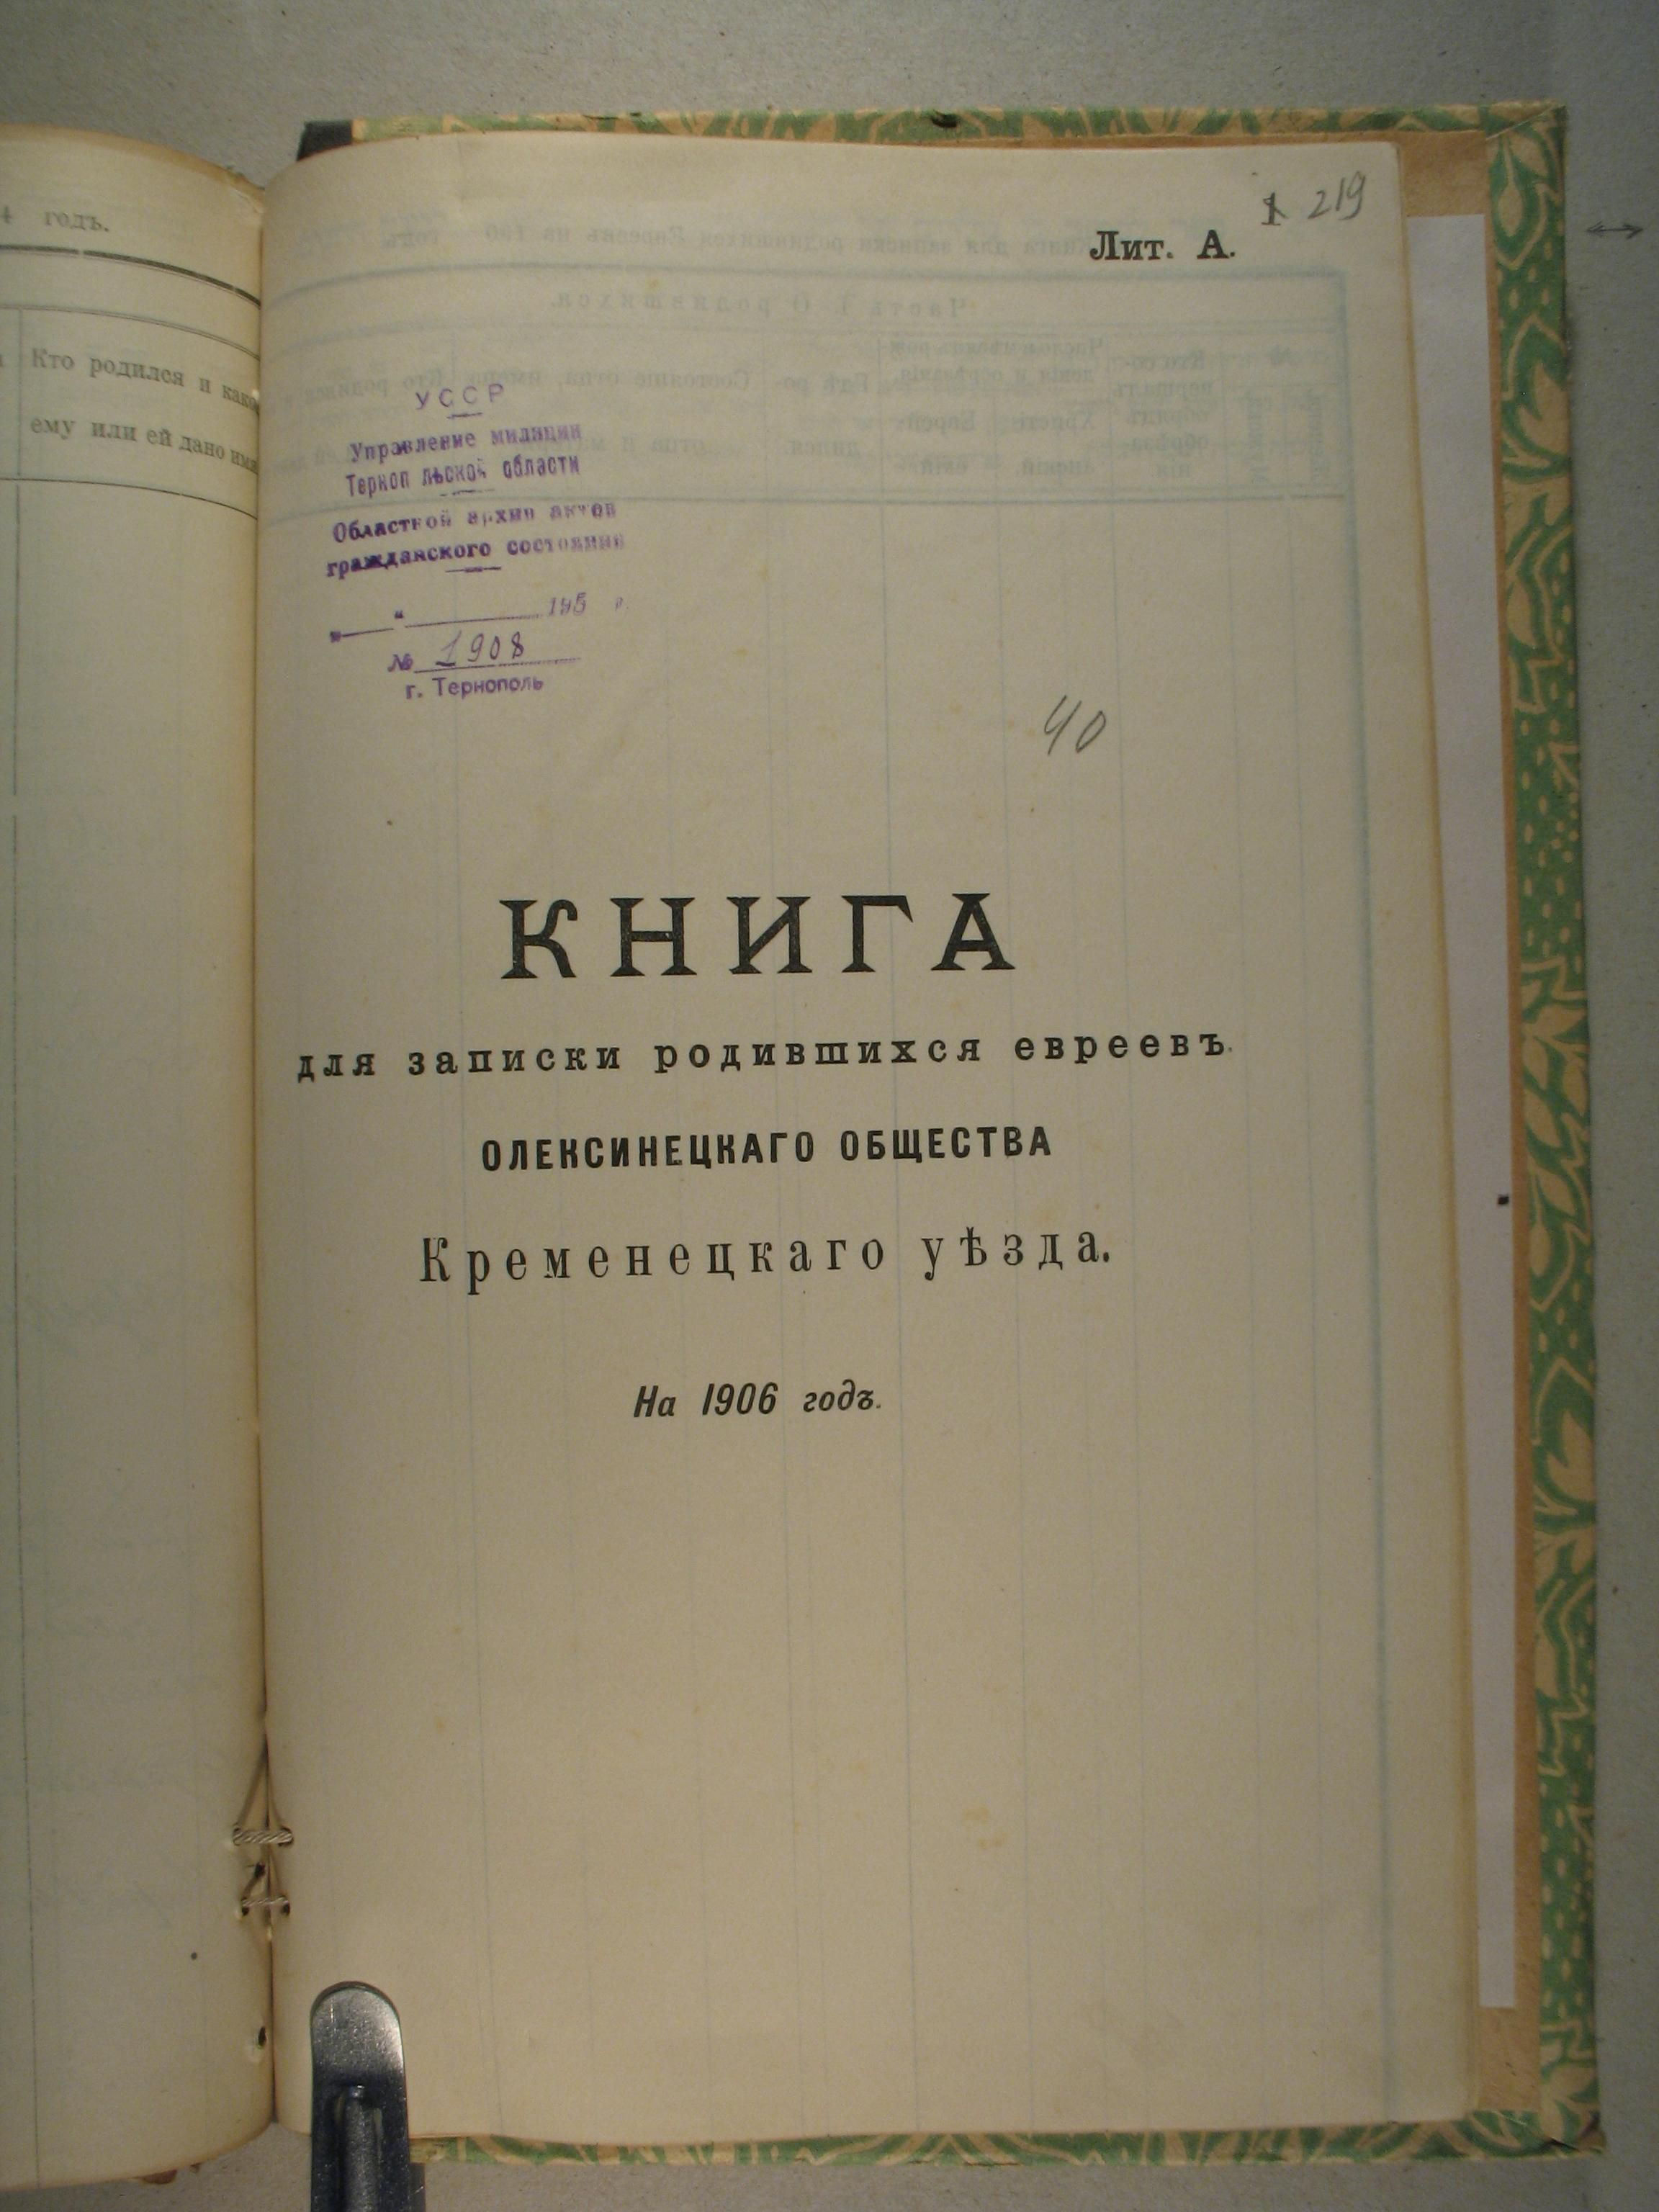 годъ.
Кто родился и како
ему или ей дано имя
1 219
Лит. А.
УССР
Управление милиции
Тернопільской области
Областной архив актов
гражданского состояния
" " 195 г.
№ 1908
г. Тернополь
40
КНИГА
для записки родившихся евреевъ.
ОЛЕКСИНЕЦКАГО ОБЩЕСТВА
Кременецкаго уѣзда.
На 1906 годъ.